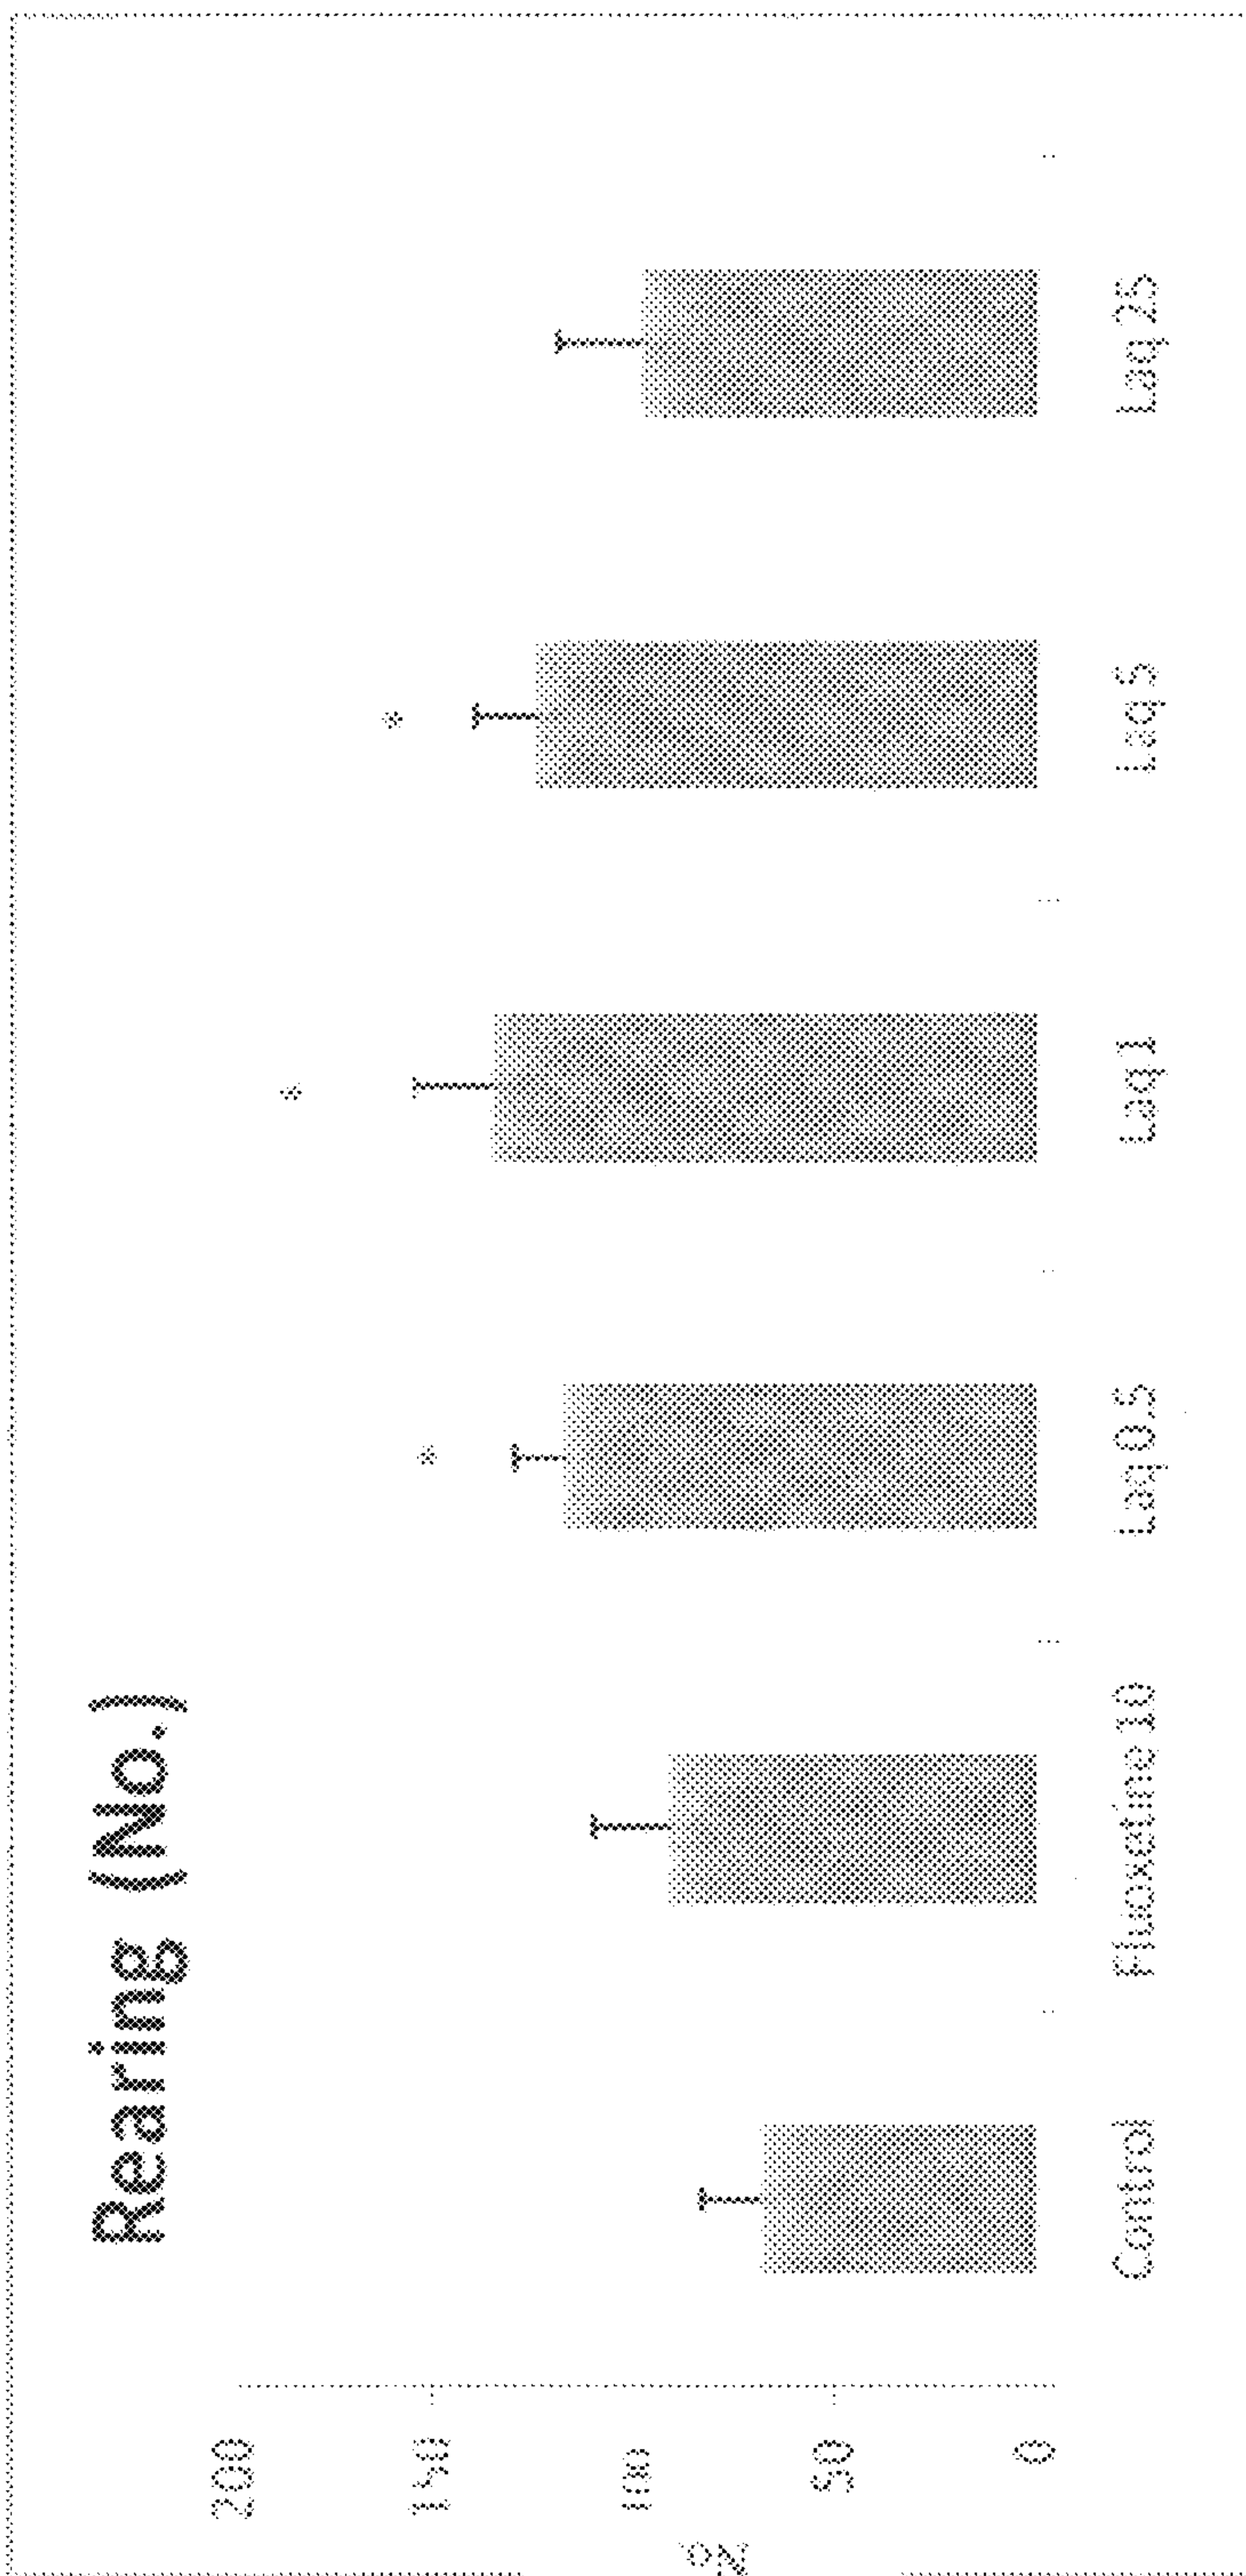 Rearing (No.)
200
150
100
50
0
No
*
*
*
Control
Fluoxetine 10
Laq 0.5
Laq 1
Laq 5
Laq 25